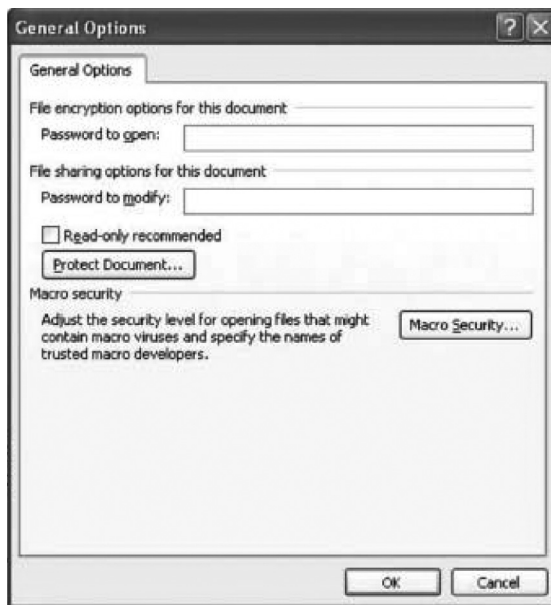 General Options
General Options
File encryption options for this document
Password to open:
File sharing options for this document
Password to modify:
Read-only recommended
Protect Document...
Macro security
Adjust the security level for opening files that might
contain macro viruses and specify the names of
trusted macro developers.
Macro Security...
OK
Cancel